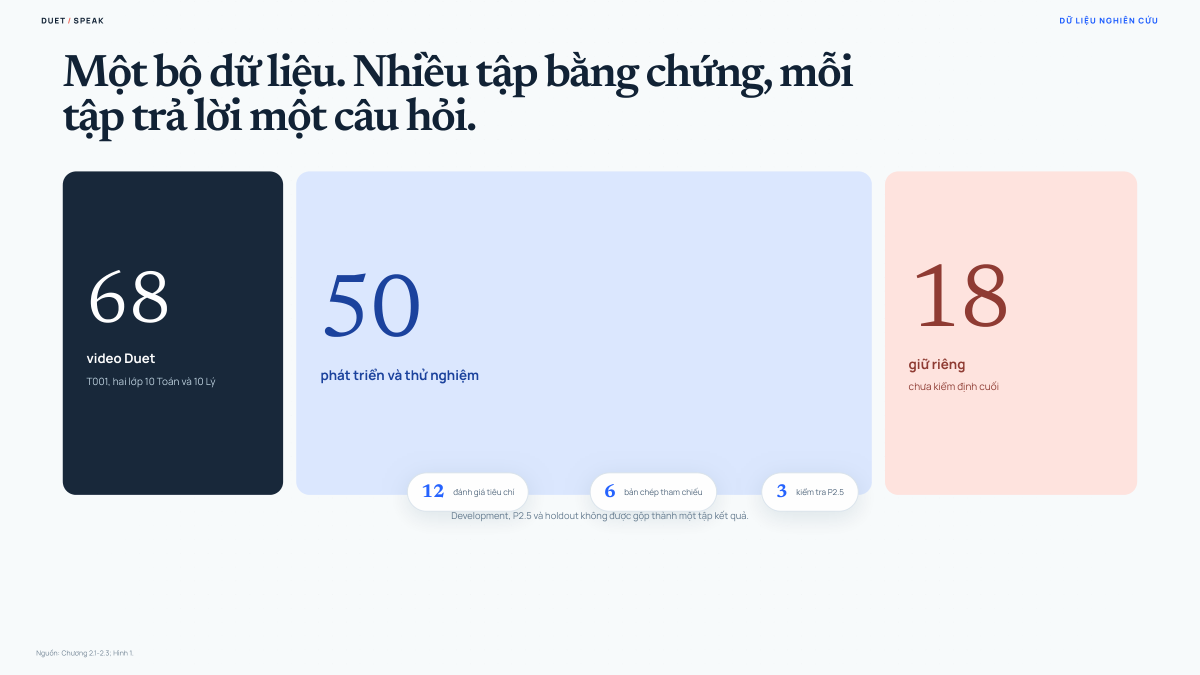 DUET / SPEAK
DỮ LIỆU NGHIÊN CỨU
Một bộ dữ liệu. Nhiều tập bằng chứng, mỗi
tập trả lời một câu hỏi.
68
video Duet
T001, hai lớp 10 Toán và 10 Lý
50
phát triển và thử nghiệm
18
giữ riêng
chưa kiểm định cuối
12 đánh giá tiêu chí
6 bản chép tham chiếu
3 kiểm tra P2.5
Development, P2.5 và holdout không được gộp thành một tập kết quả.
Nguồn: Chương 2.1–2.3; Hình 1.